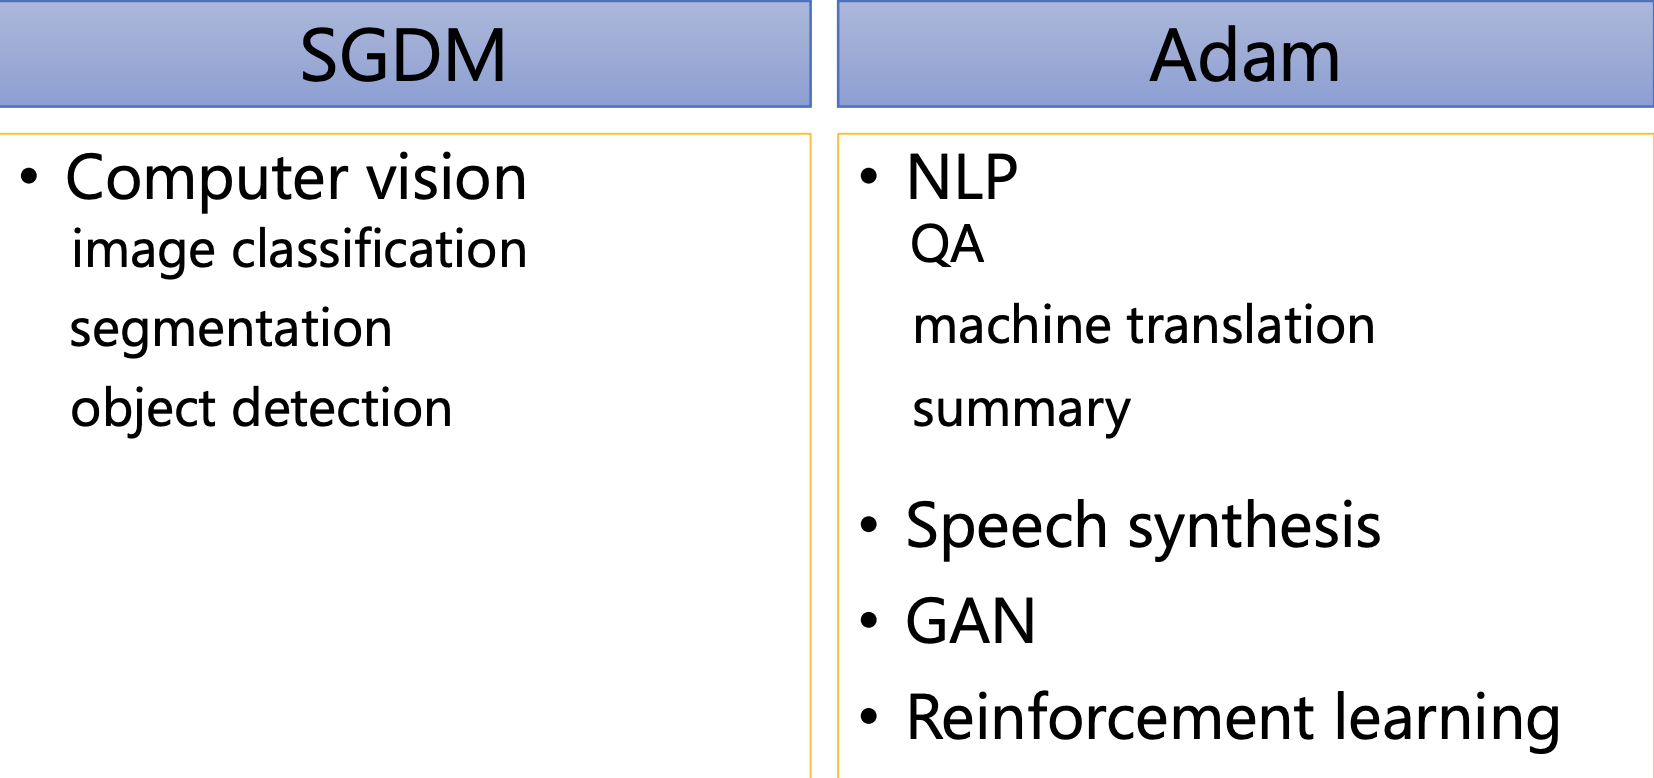 SGDM
• Computer vision
image classification
segmentation
object detection
Adam
• NLP
QA
machine translation
summary
• Speech synthesis
• GAN
• Reinforcement learning